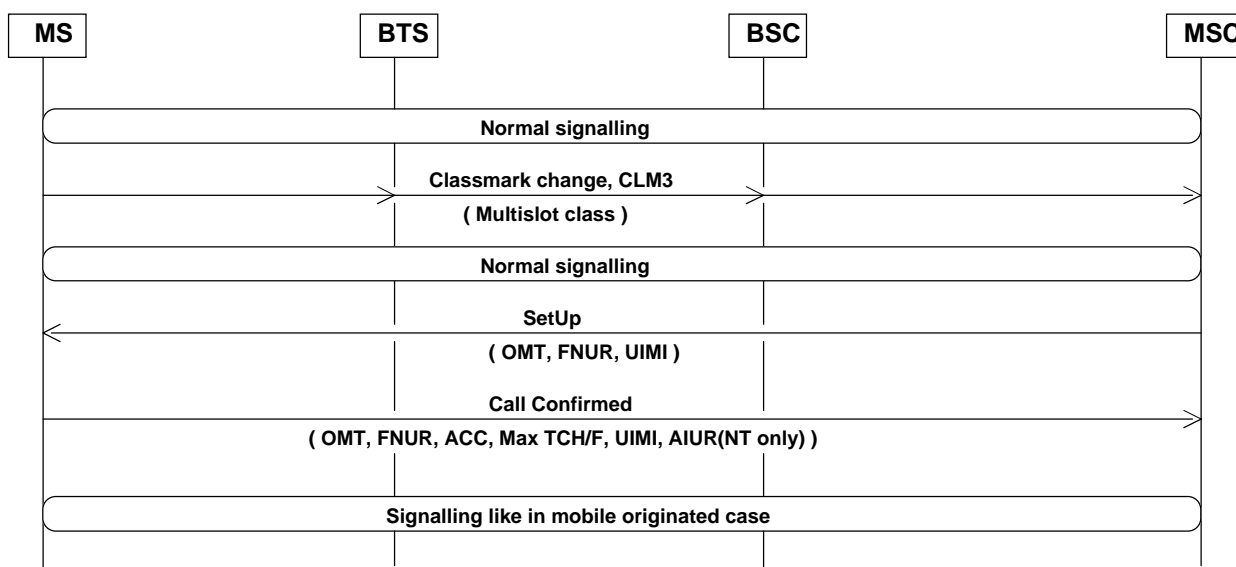 MS BTS BSC MSC
Normal signalling
Classmark change, CLM3
( Multislot class )
Normal signalling
SetUp
( OMT, FNUR, UIMI )
Call Confirmed
( OMT, FNUR, ACC, Max TCH/F, UIMI, AIUR(NT only) )
Signalling like in mobile originated case